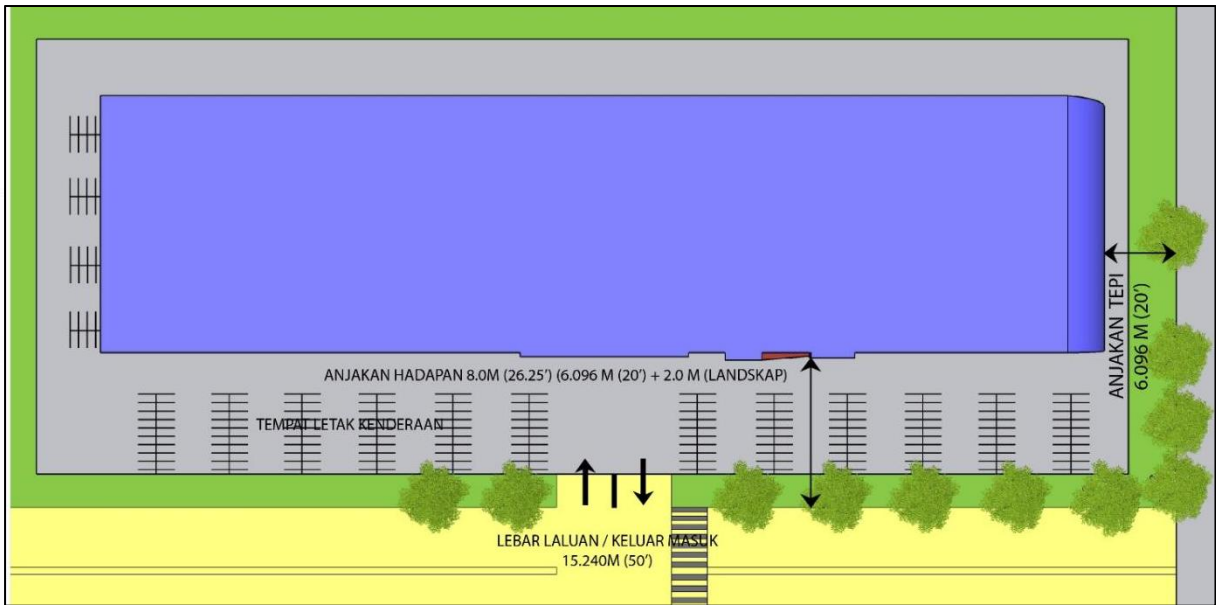 ANJAKAN HADAPAN 8.0M (26.25') (6.096 M (20') + 2.0 M (LANDSKAP)
TEMPAT LETAK KENDERAAN
ANJAKAN TEPI
6.096 M (20')
LEBAR LALUAN / KELUAR MASUK
15.240M (50')